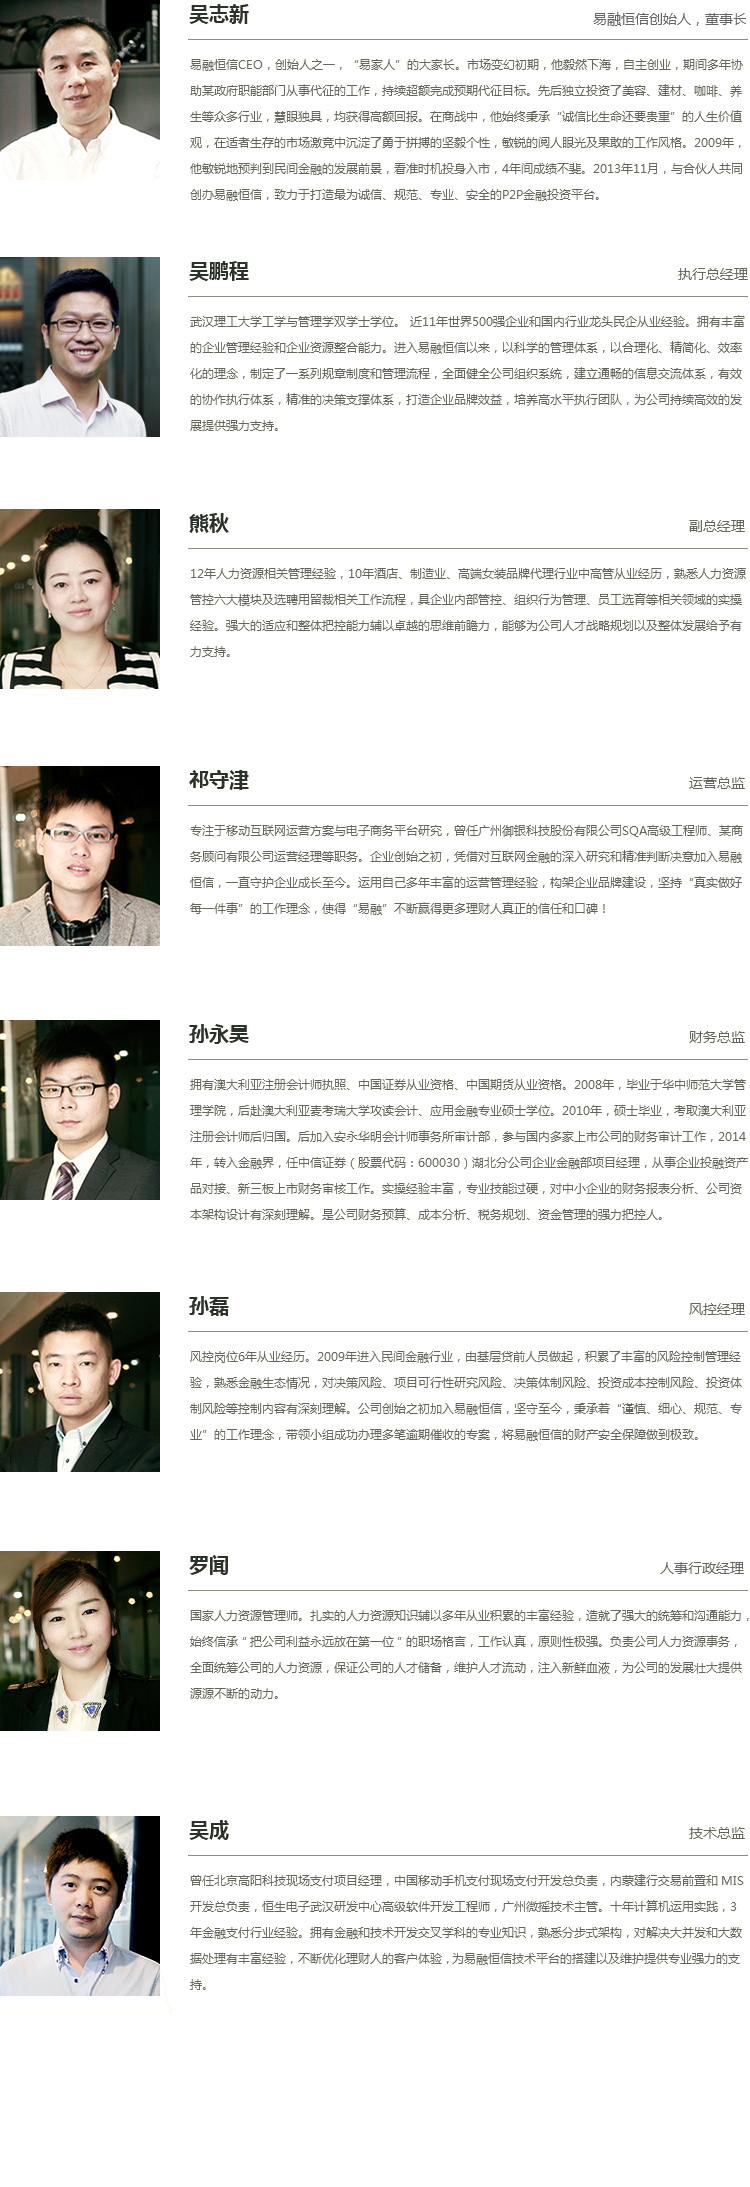 吴志新
易融恒信创始人，董事长
易融恒信CEO，创始人之一，“易家人”的大家长。市场变幻初期，他毅然下海，自主创业，期间多年协
助某政府职能部门从事代征的工作，持续超额完成预期代征目标。先后独立投资了美容、建材、咖啡、养
生等众多行业，慧眼独具，均获得高额回报。在商战中，他始终秉承“诚信比生命还要贵重”的人生价值
观，在适者生存的市场激竞中沉淀了勇于拼搏的坚毅个性，敏锐的阅人眼光及果敢的工作风格。2009年，
他敏锐地预判到民间金融的发展前景，看准时机投身入市，4年间成绩不斐。2013年11月，与合伙人共同
创办易融恒信，致力于打造最为诚信、规范、专业、安全的P2P金融投资平台。
吴鹏程
执行总经理
武汉理工大学工学与管理学双学士学位。 近11年世界500强企业和国内行业龙头民企从业经验。拥有丰富
的企业管理经验和企业资源整合能力。进入易融恒信以来，以科学的管理体系，以合理化、精简化、效率
化的理念，制定了一系列规章制度和管理流程，全面健全公司组织系统，建立通畅的信息交流体系，有效
的协作执行体系，精准的决策支撑体系，打造企业品牌效益，培养高水平执行团队，为公司持续高效的发
展提供强力支持。
熊秋
副总经理
12年人力资源相关管理经验，10年酒店、制造业、高端女装品牌代理行业中高管从业经历，熟悉人力资源
管控六大模块及选聘用留裁相关工作流程，具企业内部管控、组织行为管理、员工选育等相关领域的实操
经验。强大的适应和整体把控能力辅以卓越的思维前瞻力，能够为公司人才战略规划以及整体发展给予有
力支持。
祁守津
运营总监
专注于移动互联网运营方案与电子商务平台研究，曾任广州御银科技股份有限公司SQA高级工程师、某商
务顾问有限公司运营经理等职务。企业创始之初，凭借对互联网金融的深入研究和精准判断决意加入易融
恒信，一直守护企业成长至今。运用自己多年丰富的运营管理经验，构架企业品牌建设，坚持“真实做好
每一件事”的工作理念，使得“易融”不断赢得更多理财人真正的信任和口碑！
孙永昊
财务总监
拥有澳大利亚注册会计师执照、中国证券从业资格、中国期货从业资格。2008年，毕业于华中师范大学管
理学院，后赴澳大利亚麦考瑞大学攻读会计、应用金融专业硕士学位。2010年，硕士毕业，考取澳大利亚
注册会计师后归国。后加入安永华明会计师事务所审计部，参与国内多家上市公司的财务审计工作，2014
年，转入金融界，任中信证券（股票代码：600030）湖北分公司企业金融部项目经理，从事企业投融资产
品对接、新三板上市财务审核工作。实操经验丰富，专业技能过硬，对中小企业的财务报表分析、公司资
本架构设计有深刻理解。是公司财务预算、成本分析、税务规划、资金管理的强力把控人。
孙磊
风控经理
风控岗位6年从业经历。2009年进入民间金融行业，由基层贷前人员做起，积累了丰富的风险控制管理经
验，熟悉金融生态情况，对决策风险、项目可行性研究风险、决策体制风险、投资成本控制风险、投资体
制风险等控制内容有深刻理解。公司创始之初加入易融恒信，坚守至今，秉承着“谨慎、细心、规范、专
业”的工作理念，带领小组成功办理多笔逾期催收的专案，将易融恒信的财产安全保障做到极致。
罗闻
人事行政经理
国家人力资源管理师。扎实的人力资源知识辅以多年从业积累的丰富经验，造就了强大的统筹和沟通能力，
始终信承“把公司利益永远放在第一位”的职场格言，工作认真，原则性极强。负责公司人力资源事务，
全面统筹公司的人力资源，保证公司的人才储备，维护人才流动，注入新鲜血液，为公司的发展壮大提供
源源不断的动力。
吴成
技术总监
曾任北京高阳科技现场支付项目经理，中国移动手机支付现场支付开发总负责，内蒙建行交易前置和 MIS
开发总负责，恒生电子武汉研发中心高级软件开发工程师，广州微摇技术主管。十年计算机运用实践，3
年金融支付行业经验。拥有金融和技术开发交叉学科的专业知识，熟悉分步式架构，对解决大并发和大数
据处理有丰富经验，不断优化理财人的客户体验，为易融恒信技术平台的搭建以及维护提供专业强力的支
持。